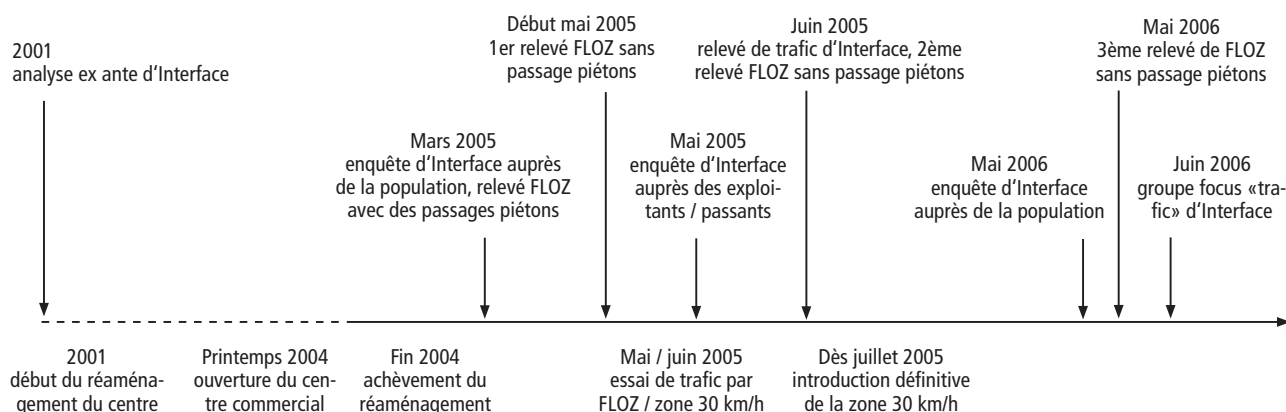 2001
analyse ex ante d'Interface
Mars 2005
enquête d'Interface auprès
de la population, relevé FLOZ
avec des passages piétons
Début mai 2005
1er relevé FLOZ sans
passage piétons
Mai 2005
enquête d'Interface
auprès des exploi-
tants / passants
Juin 2005
relevé de trafic d'Interface, 2ème
relevé FLOZ sans passage piétons
Mai 2006
enquête d'Interface
auprès de la population
Mai 2006
3ème relevé de FLOZ
sans passage piétons
Juin 2006
groupe focus «tra-
fic» d'Interface
2001
début du réaména-
gement du centre
Printemps 2004
ouverture du cen-
tre commercial
Fin 2004
achèvement du
réaménagement
Mai / juin 2005
essai de trafic par
FLOZ / zone 30 km/h
Dès juillet 2005
introduction définitive
de la zone 30 km/h